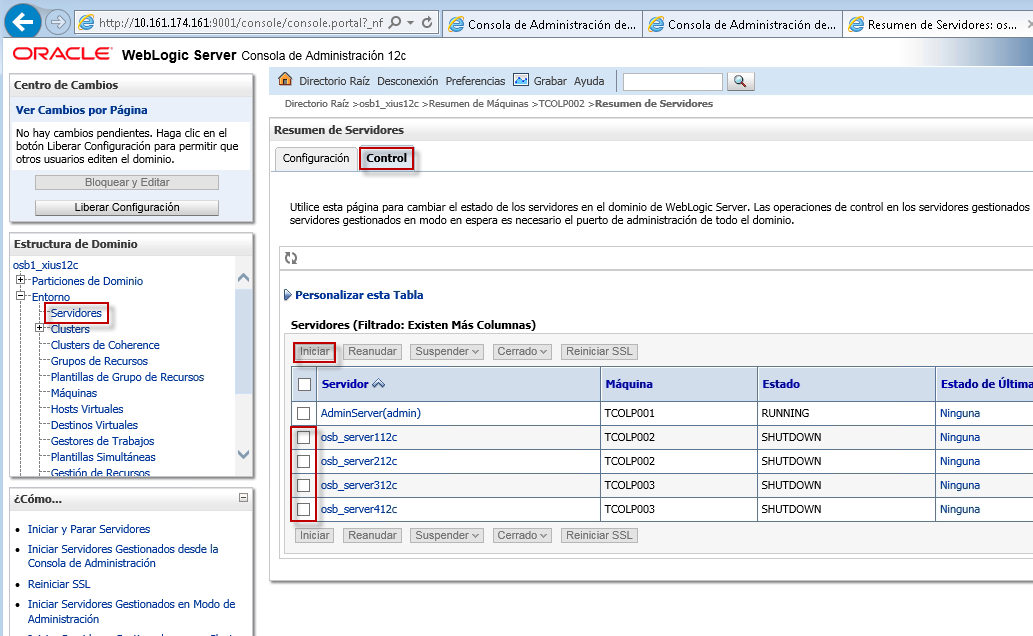 http://10.161.174.161:9001/console/console.portal?_nf
Consola de Administración de...
Consola de Administración de...
Resumen de Servidores: os...
ORACLE WebLogic Server Consola de Administración 12c
Centro de Cambios
Ver Cambios por Página
No hay cambios pendientes. Haga clic en el
botón Liberar Configuración para permitir que
otros usuarios editen el dominio.
Bloquear y Editar
Liberar Configuración
Estructura de Dominio
osb1_xius12c
Particiones de Dominio
Entorno
Servidores
Clusters
Clusters de Coherence
Grupos de Recursos
Plantillas de Grupo de Recursos
Máquinas
Hosts Virtuales
Destinos Virtuales
Gestores de Trabajos
Plantillas Simultáneas
Gestión de Recursos
¿Cómo...
Iniciar y Parar Servidores
Iniciar Servidores Gestionados desde la
Consola de Administración
Reiniciar SSL
Iniciar Servidores Gestionados en Modo de
Administración
Directorio Raíz Desconexión Preferencias Grabar Ayuda
Directorio Raíz >osb1_xius12c >Resumen de Máquinas >TCOLP002 >Resumen de Servidores
Resumen de Servidores
Configuración Control
Utilice esta página para cambiar el estado de los servidores en el dominio de WebLogic Server. Las operaciones de control en los servidores gestionados
servidores gestionados en modo en espera es necesario el puerto de administración de todo el dominio.
Personalizar esta Tabla
Servidores (Filtrado: Existen Más Columnas)
Iniciar Reanudar Suspender Cerrado Reiniciar SSL
Servidor Máquina Estado Estado de Última
AdminServer(admin) TCOLP001 RUNNING Ninguna
osb_server112c TCOLP002 SHUTDOWN Ninguna
osb_server212c TCOLP002 SHUTDOWN Ninguna
osb_server312c TCOLP003 SHUTDOWN Ninguna
osb_server412c TCOLP003 SHUTDOWN Ninguna
Iniciar Reanudar Suspender Cerrado Reiniciar SSL